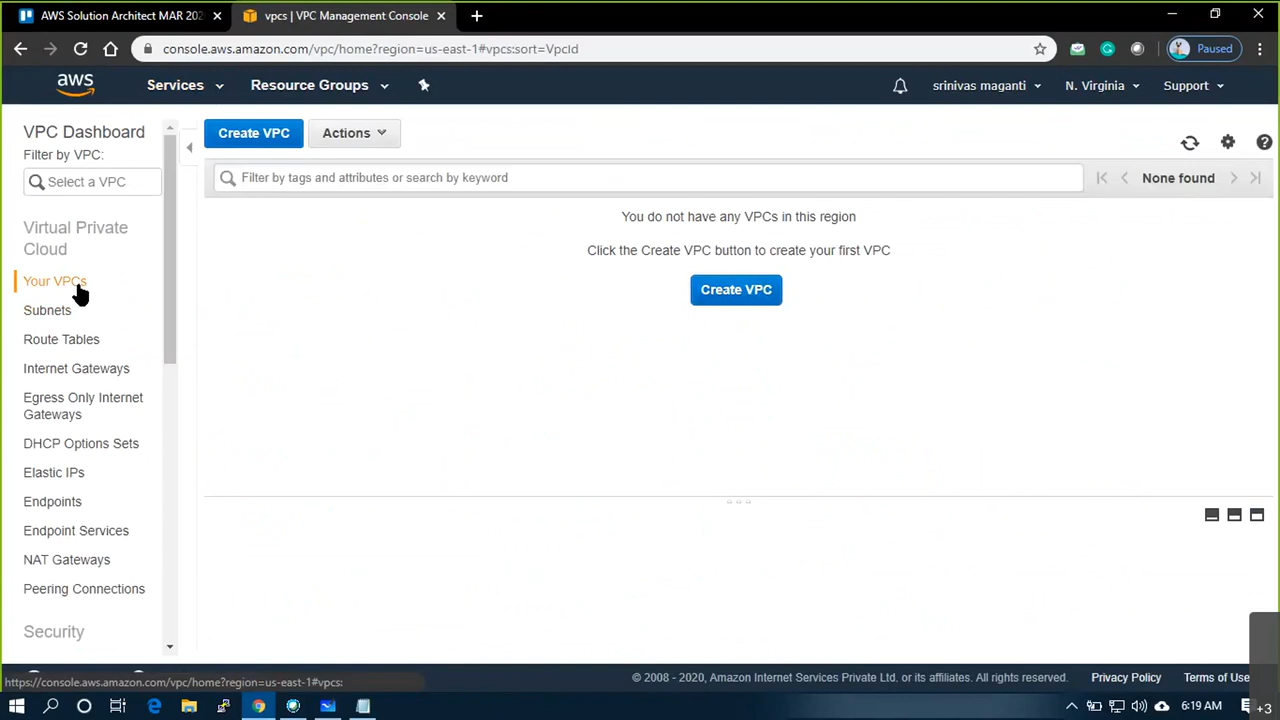 AWS Solution Architect MAR 202
vpcs | VPC Management Console
console.aws.amazon.com/vpc/home?region=us-east-1#vpcs:sort=VpcId
Paused
aws
Services
Resource Groups
srinivas maganti
N. Virginia
Support
VPC Dashboard
Filter by VPC:
Select a VPC
Virtual Private
Cloud
Your VPCs
Subnets
Route Tables
Internet Gateways
Egress Only Internet
Gateways
DHCP Options Sets
Elastic IPs
Endpoints
Endpoint Services
NAT Gateways
Peering Connections
Security
Create VPC
Actions
Filter by tags and attributes or search by keyword
None found
You do not have any VPCs in this region
Click the Create VPC button to create your first VPC
Create VPC
https://console.aws.amazon.com/vpc/home?region=us-east-1#vpcs:
© 2008 - 2020, Amazon Internet Services Private Ltd. or its affiliates. All rights reserved.
Privacy Policy
Terms of Use
6:19 AM
+3